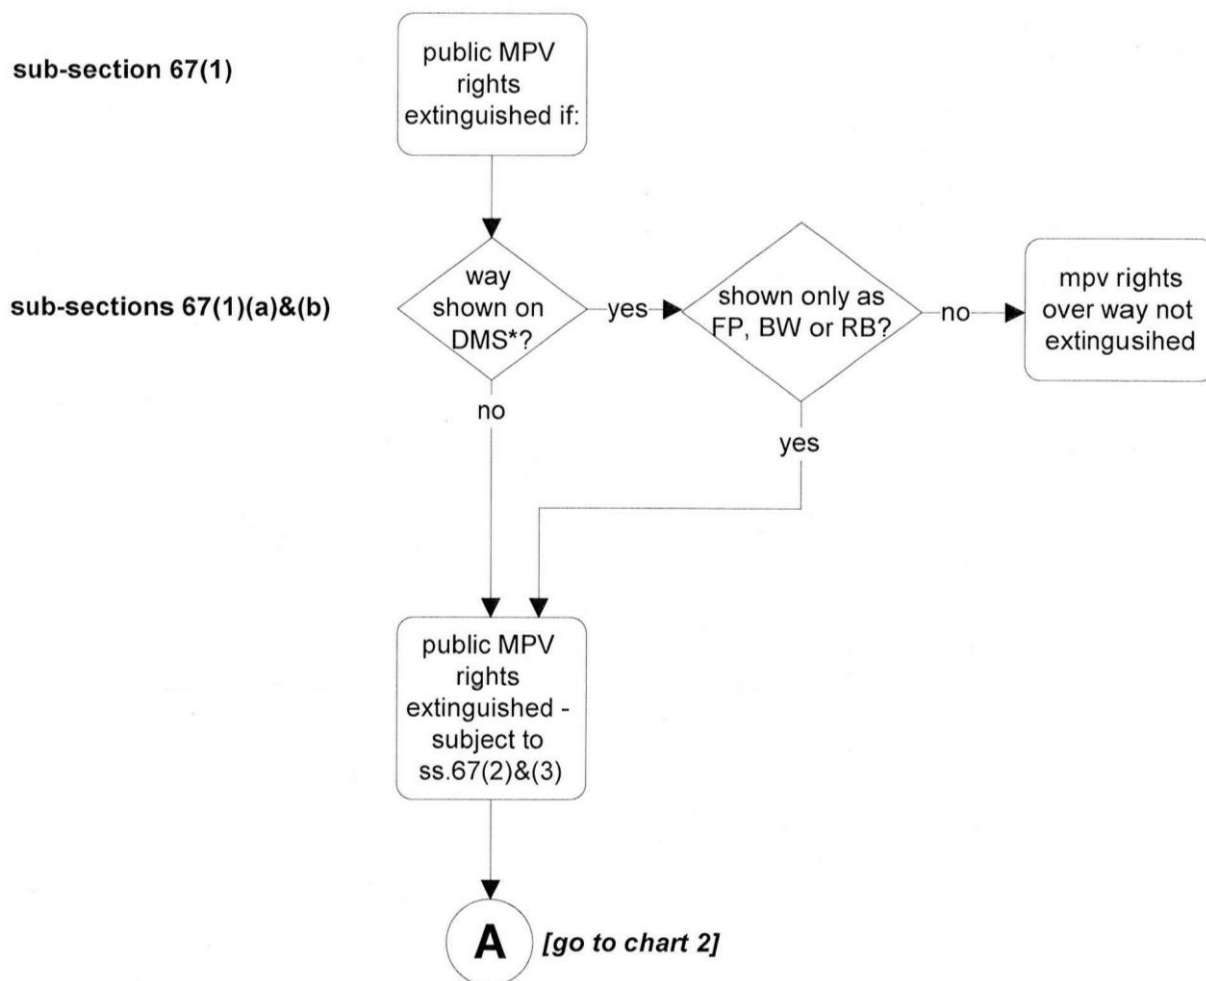 sub-section 67(1)
public MPV
rights
extinguished if:
sub-sections 67(1)(a)&(b)
way
shown on
DMS*?
yes
shown only as
FP, BW or RB?
no
mpv rights
over way not
extingusihed
no
yes
public MPV
rights
extinguished -
subject to
ss.67(2)&(3)
A
[go to chart 2]